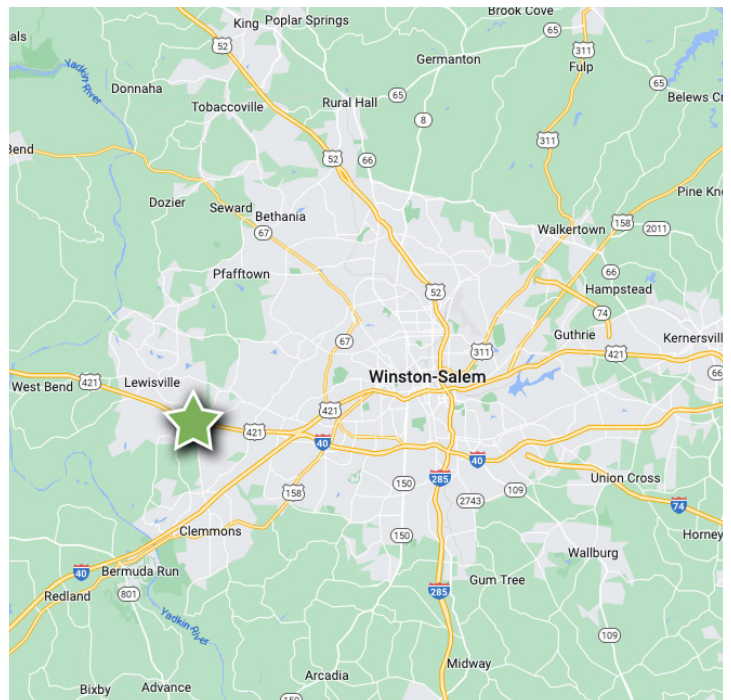 Brook Cove
King
Poplar Springs
52
65
311
Germanton
Fulp
Yadkin River
Donnaha
65
65
Belews Cr
Tobaccoville
Rural Hall
8
311
52
66
Bend
Dozier
Seward
Bethania
67
Pine Kno
158
2011
Walkertown
Pfafftown
66
52
Hampstead
74
67
311
Guthrie
421
Kernersvill
66
West Bend
421
Lewisville
Winston-Salem
421
421
40
40
285
150
158
2743
109
Union Cross
74
Clemmons
150
Horney
Wallburg
40
Bermuda Run
801
Redland
Gum Tree
285
Yadkin River
109
Midway
Arcadia
Bixby
Advance
150